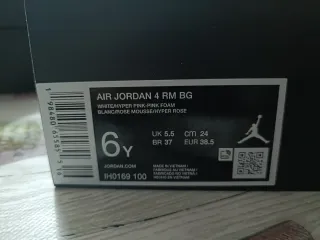 AIR JORDAN 4 RM BG
WHITE/HYPER PINK-PINK FOAM
BLANC/ROSE MOUSSE/HYPER ROSE
6Y
UK 5.5 CM 24
BR 37 EUR 38.5
JORDAN.COM
IH0169 100
MADE IN VIETNAM